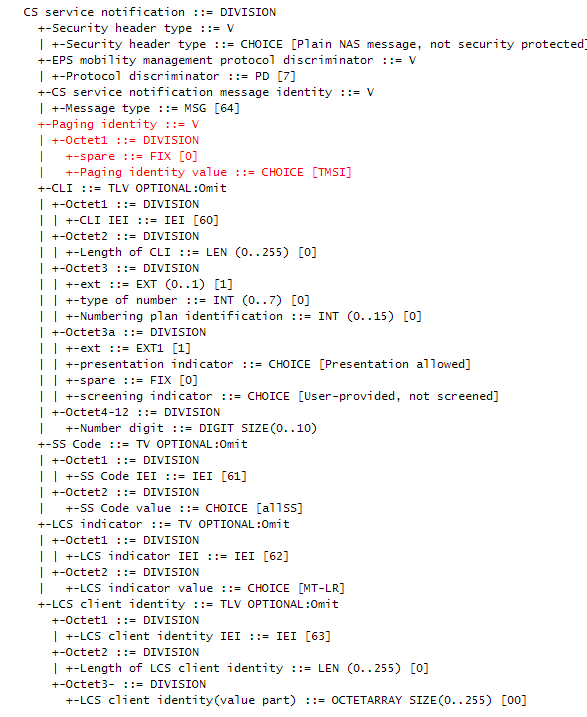 CS service notification ::= DIVISION
+-Security header type ::= V
| +-Security header type ::= CHOICE [Plain NAS message, not security protected]
+-EPS mobility management protocol discriminator ::= V
| +-Protocol discriminator ::= PD [7]
+-CS service notification message identity ::= V
| +-Message type ::= MSG [64]
+-Paging identity ::= V
| +-Octet1 ::= DIVISION
|   +-spare ::= FIX [0]
|   +-Paging identity value ::= CHOICE [TMSI]
+-CLI ::= TLV OPTIONAL:Omit
| +-Octet1 ::= DIVISION
| | +-CLI IEI ::= IEI [60]
| +-Octet2 ::= DIVISION
| | +-Length of CLI ::= LEN (0..255) [0]
| +-Octet3 ::= DIVISION
| | +-ext ::= EXT (0..1) [1]
| | +-type of number ::= INT (0..7) [0]
| | +-Numbering plan identification ::= INT (0..15) [0]
| +-Octet3a ::= DIVISION
| | +-ext ::= EXT1 [1]
| | +-presentation indicator ::= CHOICE [Presentation allowed]
| | +-spare ::= FIX [0]
| | +-screening indicator ::= CHOICE [User-provided, not screened]
| +-Octet4-12 ::= DIVISION
|   +-Number digit ::= DIGIT SIZE(0..10)
+-SS Code ::= TV OPTIONAL:Omit
| +-Octet1 ::= DIVISION
| | +-SS Code IEI ::= IEI [61]
| +-Octet2 ::= DIVISION
|   +-SS Code value ::= CHOICE [allSS]
+-LCS indicator ::= TV OPTIONAL:Omit
| +-Octet1 ::= DIVISION
| | +-LCS indicator IEI ::= IEI [62]
| +-Octet2 ::= DIVISION
|   +-LCS indicator value ::= CHOICE [MT-LR]
+-LCS client identity ::= TLV OPTIONAL:Omit
+-Octet1 ::= DIVISION
| +-LCS client identity IEI ::= IEI [63]
+-Octet2 ::= DIVISION
| +-Length of LCS client identity ::= LEN (0..255) [0]
+-Octet3- ::= DIVISION
+-LCS client identity(value part) ::= OCTETARRAY SIZE(0..255) [00]